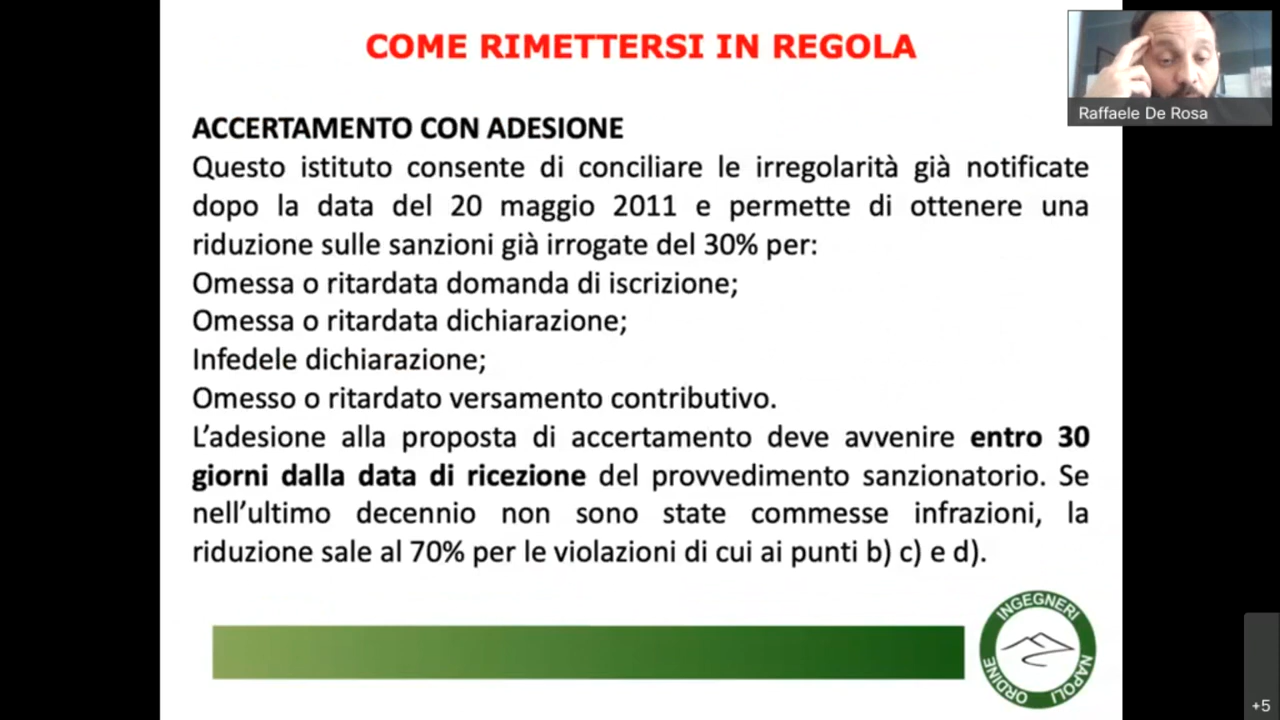 COME RIMETTERSI IN REGOLA
Raffaele De Rosa
ACCERTAMENTO CON ADESIONE
Questo istituto consente di conciliare le irregolarità già notificate
dopo la data del 20 maggio 2011 e permette di ottenere una
riduzione sulle sanzioni già irrogate del 30% per:
Omessa o ritardata domanda di iscrizione;
Omessa o ritardata dichiarazione;
Infedele dichiarazione;
Omesso o ritardato versamento contributivo.
L’adesione alla proposta di accertamento deve avvenire entro 30
giorni dalla data di ricezione del provvedimento sanzionatorio. Se
nell’ultimo decennio non sono state commesse infrazioni, la
riduzione sale al 70% per le violazioni di cui ai punti b) c) e d).
ORDINE INGEGNERI NAPOLI
+5